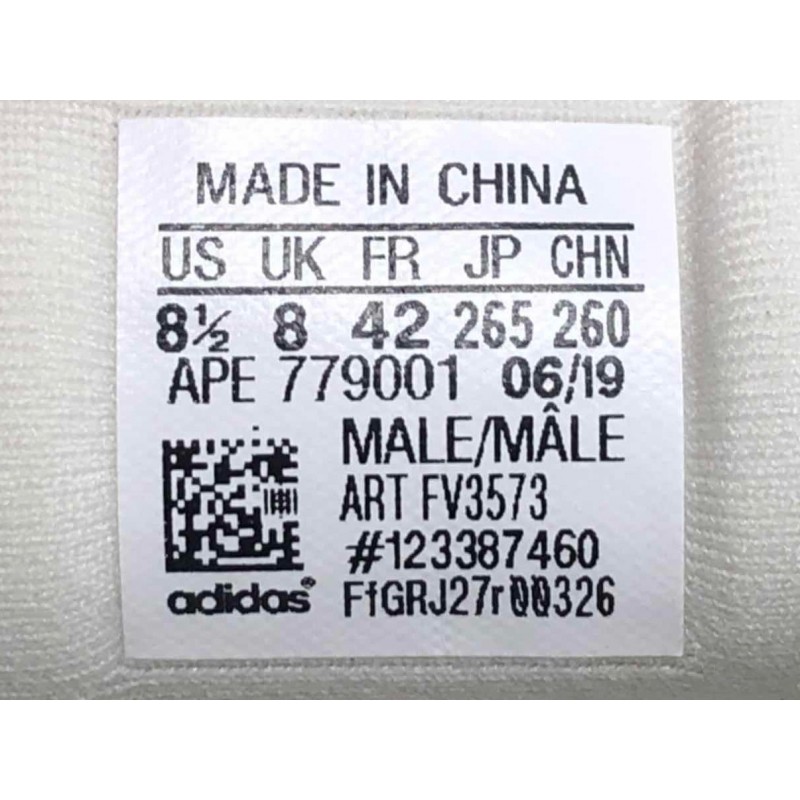 MADE IN CHINA
US UK FR JP CHN
8½ 8 42 265 260
APE 779001 06/19
MALE/MÂLE
ART FV3573
#123387460
adidas® FfGRJ27r00326